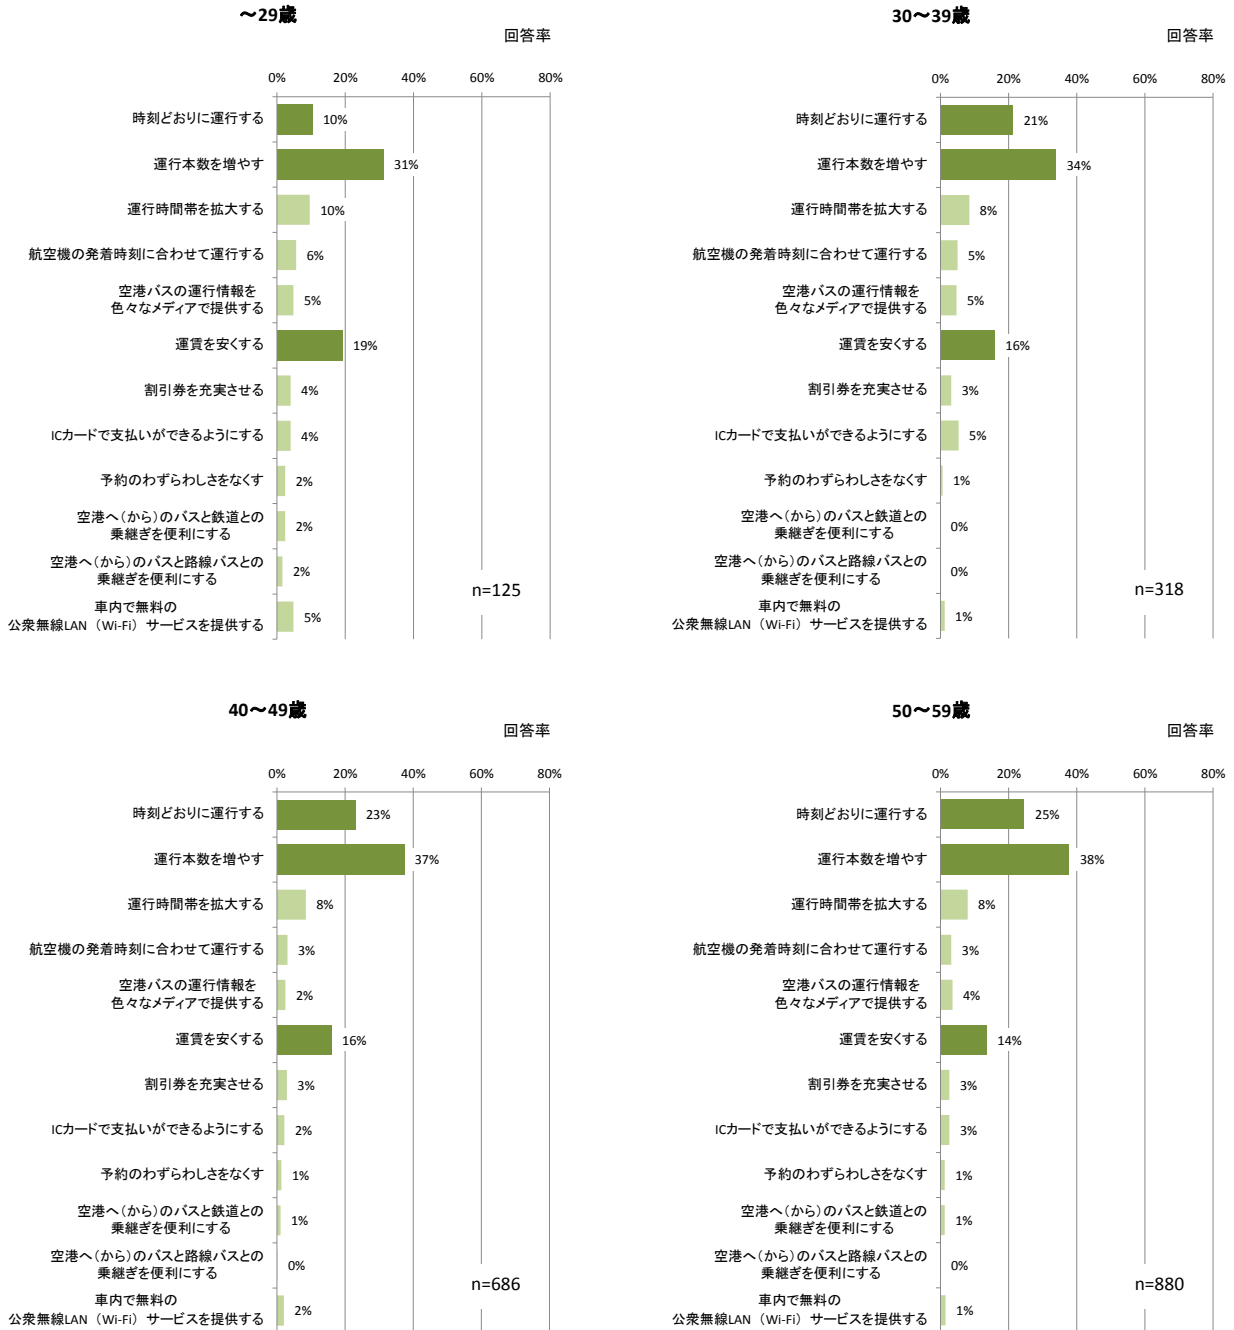 ～29歳
回答率
0% 20% 40% 60% 80%
時刻どおりに運行する 10%
運行本数を増やす 31%
運行時間帯を拡大する 10%
航空機の発着時刻に合わせて運行する 6%
空港バスの運行情報を
色々なメディアで提供する 5%
運賃を安くする 19%
割引券を充実させる 4%
ICカードで支払いができるようにする 4%
予約のわずらわしさをなくす 2%
空港へ（から）のバスと鉄道との
乗継ぎを便利にする 2%
空港へ（から）のバスと路線バスとの
乗継ぎを便利にする 2%
車内で無料の
公衆無線LAN（Wi-Fi）サービスを提供する 5%
n=125
30～39歳
回答率
0% 20% 40% 60% 80%
時刻どおりに運行する 21%
運行本数を増やす 34%
運行時間帯を拡大する 8%
航空機の発着時刻に合わせて運行する 5%
空港バスの運行情報を
色々なメディアで提供する 5%
運賃を安くする 16%
割引券を充実させる 3%
ICカードで支払いができるようにする 5%
予約のわずらわしさをなくす 1%
空港へ（から）のバスと鉄道との
乗継ぎを便利にする 0%
空港へ（から）のバスと路線バスとの
乗継ぎを便利にする 0%
車内で無料の
公衆無線LAN（Wi-Fi）サービスを提供する 1%
n=318
40～49歳
回答率
0% 20% 40% 60% 80%
時刻どおりに運行する 23%
運行本数を増やす 37%
運行時間帯を拡大する 8%
航空機の発着時刻に合わせて運行する 3%
空港バスの運行情報を
色々なメディアで提供する 2%
運賃を安くする 16%
割引券を充実させる 3%
ICカードで支払いができるようにする 2%
予約のわずらわしさをなくす 1%
空港へ（から）のバスと鉄道との
乗継ぎを便利にする 1%
空港へ（から）のバスと路線バスとの
乗継ぎを便利にする 0%
車内で無料の
公衆無線LAN（Wi-Fi）サービスを提供する 2%
n=686
50～59歳
回答率
0% 20% 40% 60% 80%
時刻どおりに運行する 25%
運行本数を増やす 38%
運行時間帯を拡大する 8%
航空機の発着時刻に合わせて運行する 3%
空港バスの運行情報を
色々なメディアで提供する 4%
運賃を安くする 14%
割引券を充実させる 3%
ICカードで支払いができるようにする 3%
予約のわずらわしさをなくす 1%
空港へ（から）のバスと鉄道との
乗継ぎを便利にする 1%
空港へ（から）のバスと路線バスとの
乗継ぎを便利にする 0%
車内で無料の
公衆無線LAN（Wi-Fi）サービスを提供する 1%
n=880